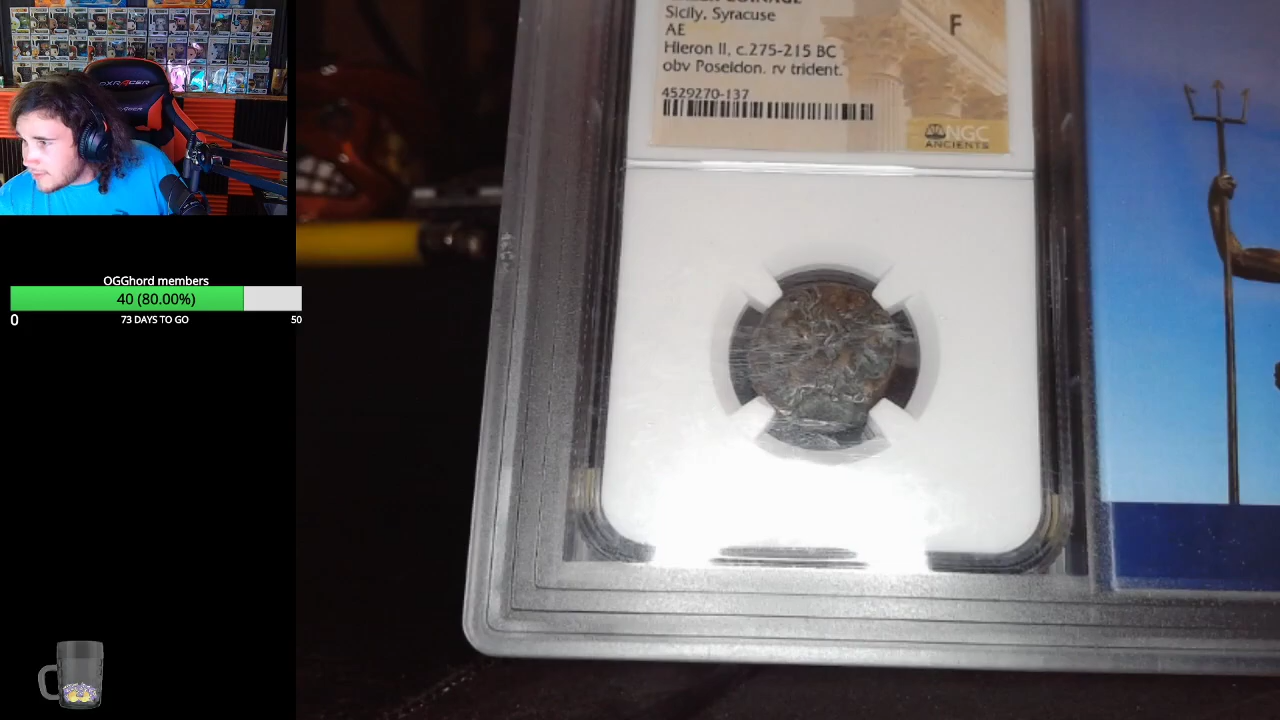 Sicily, Syracuse
F
AE
Hieron II, c.275-215 BC
obv Poseidon. rv trident.
4529270-137
NGC
ANCIENTS
DXRACER
OGGhord members
40 (80.00%)
0
73 DAYS TO GO
50